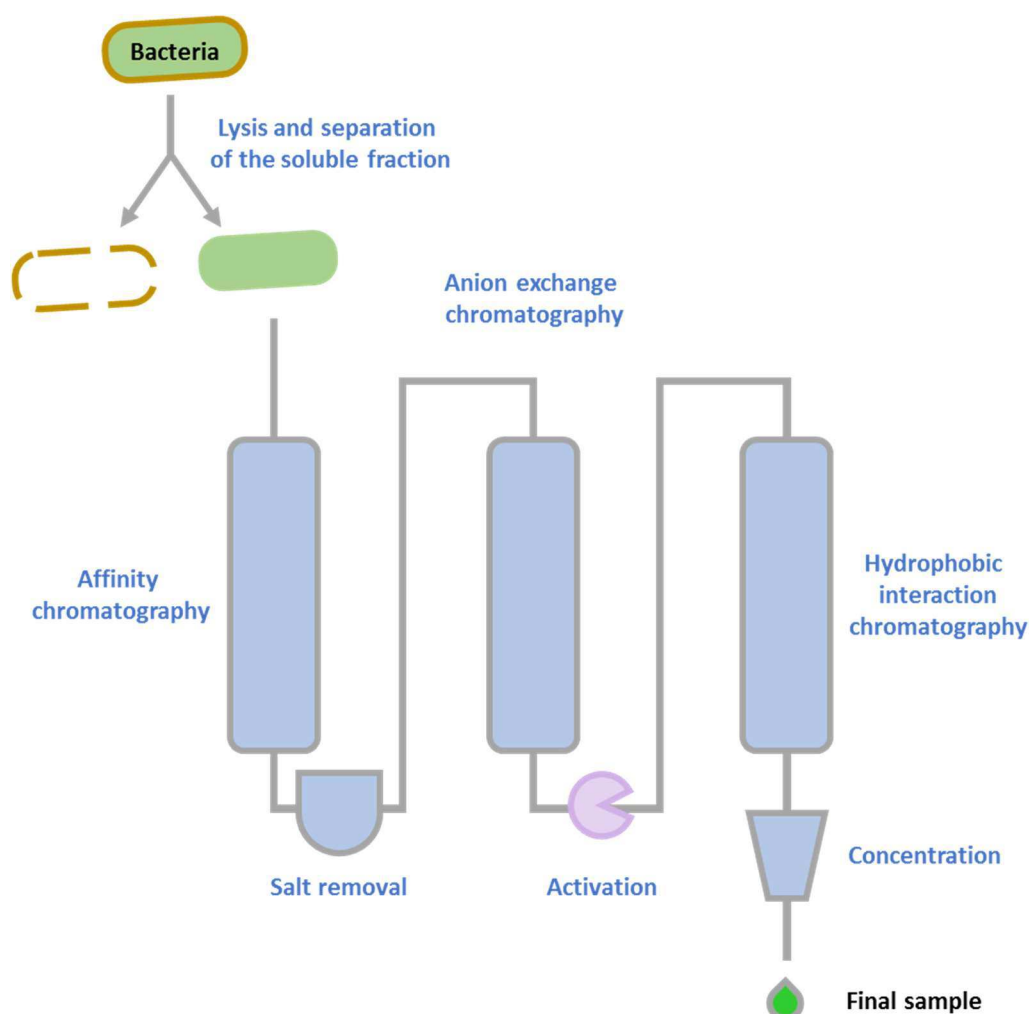 Bacteria
Lysis and separation
of the soluble fraction
Anion exchange
chromatography
Affinity
chromatography
Hydrophobic
interaction
chromatography
Salt removal
Activation
Concentration
Final sample